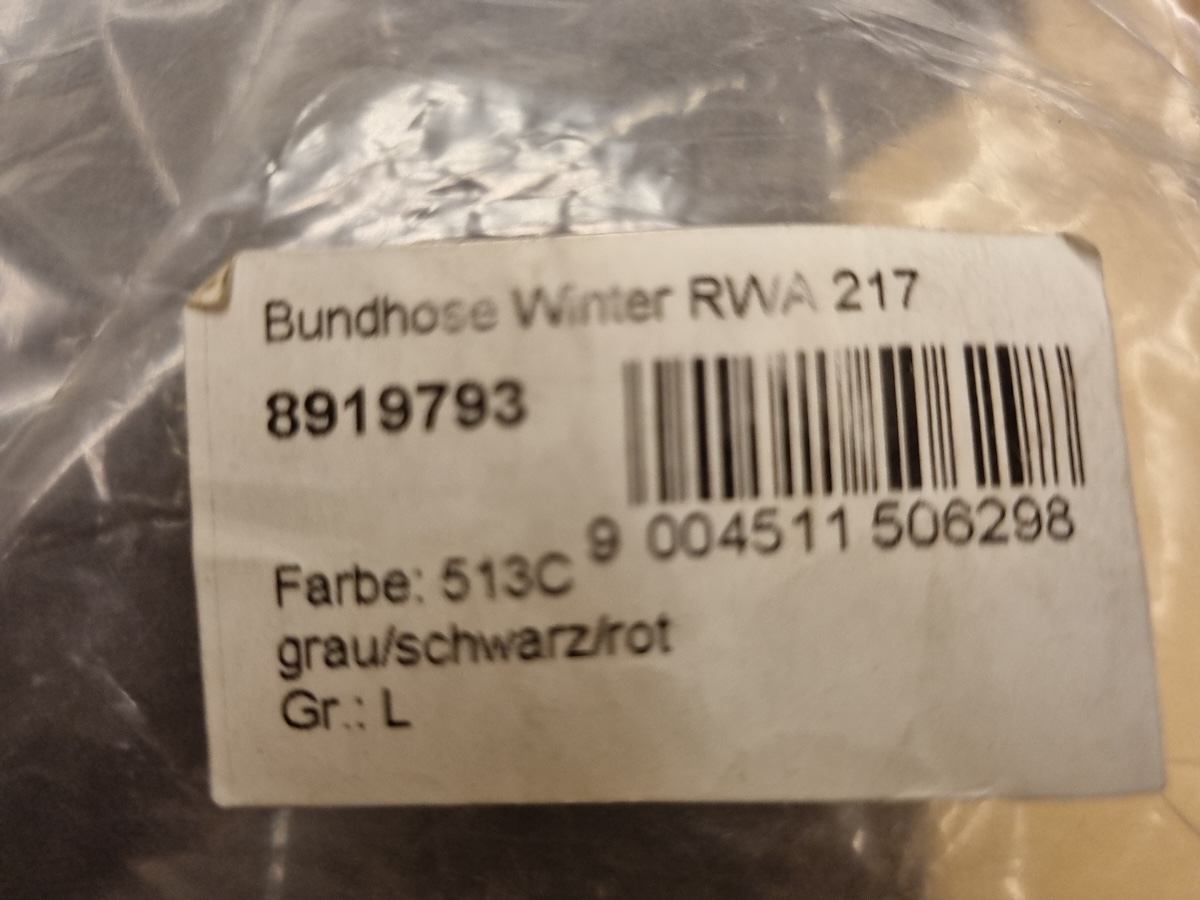 Bundhose Winter RWA 217
8919793
9 004511 506298
Farbe: 513C
grau/schwarz/rot
Gr.: L